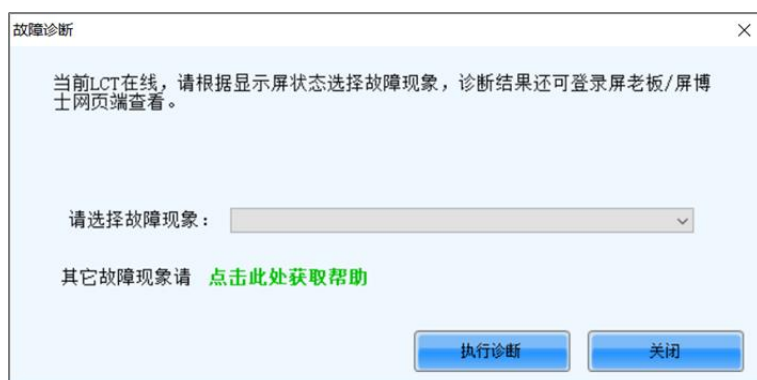 故障诊断
当前LCT在线，请根据显示屏状态选择故障现象，诊断结果还可登录屏老板/屏博
士网页端查看。
请选择故障现象：
其它故障现象请 点击此处获取帮助
执行诊断 关闭